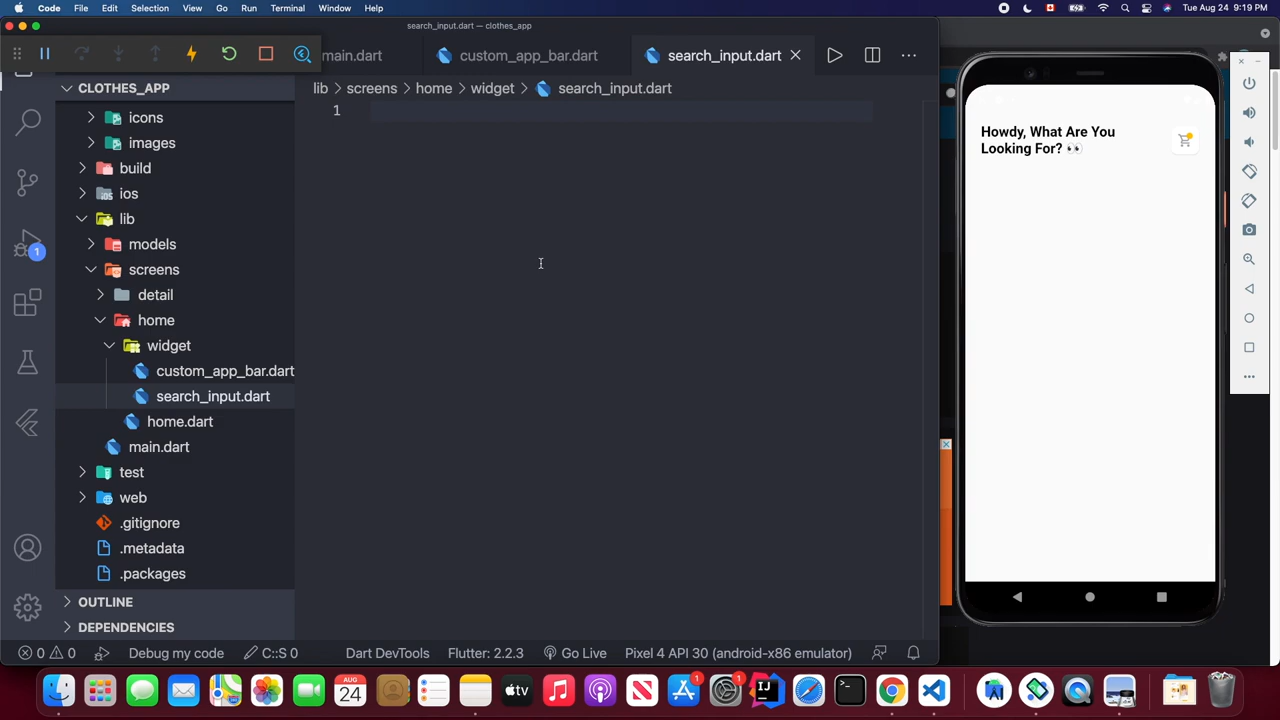 Code File Edit Selection View Go Run Terminal Window Help
Tue Aug 24 9:19 PM
search_input.dart — clothes_app
main.dart
custom_app_bar.dart
search_input.dart
CLOTHES_APP
lib > screens > home > widget > search_input.dart
1
icons
images
build
ios
lib
models
screens
detail
home
widget
custom_app_bar.dart
search_input.dart
home.dart
main.dart
test
web
.gitignore
.metadata
.packages
OUTLINE
DEPENDENCIES
1
Howdy, What Are You
Looking For? 👀
0 0 Debug my code C::S 0 Dart DevTools Flutter: 2.2.3 Go Live Pixel 4 API 30 (android-x86 emulator)
AUG
24
tv
1
1